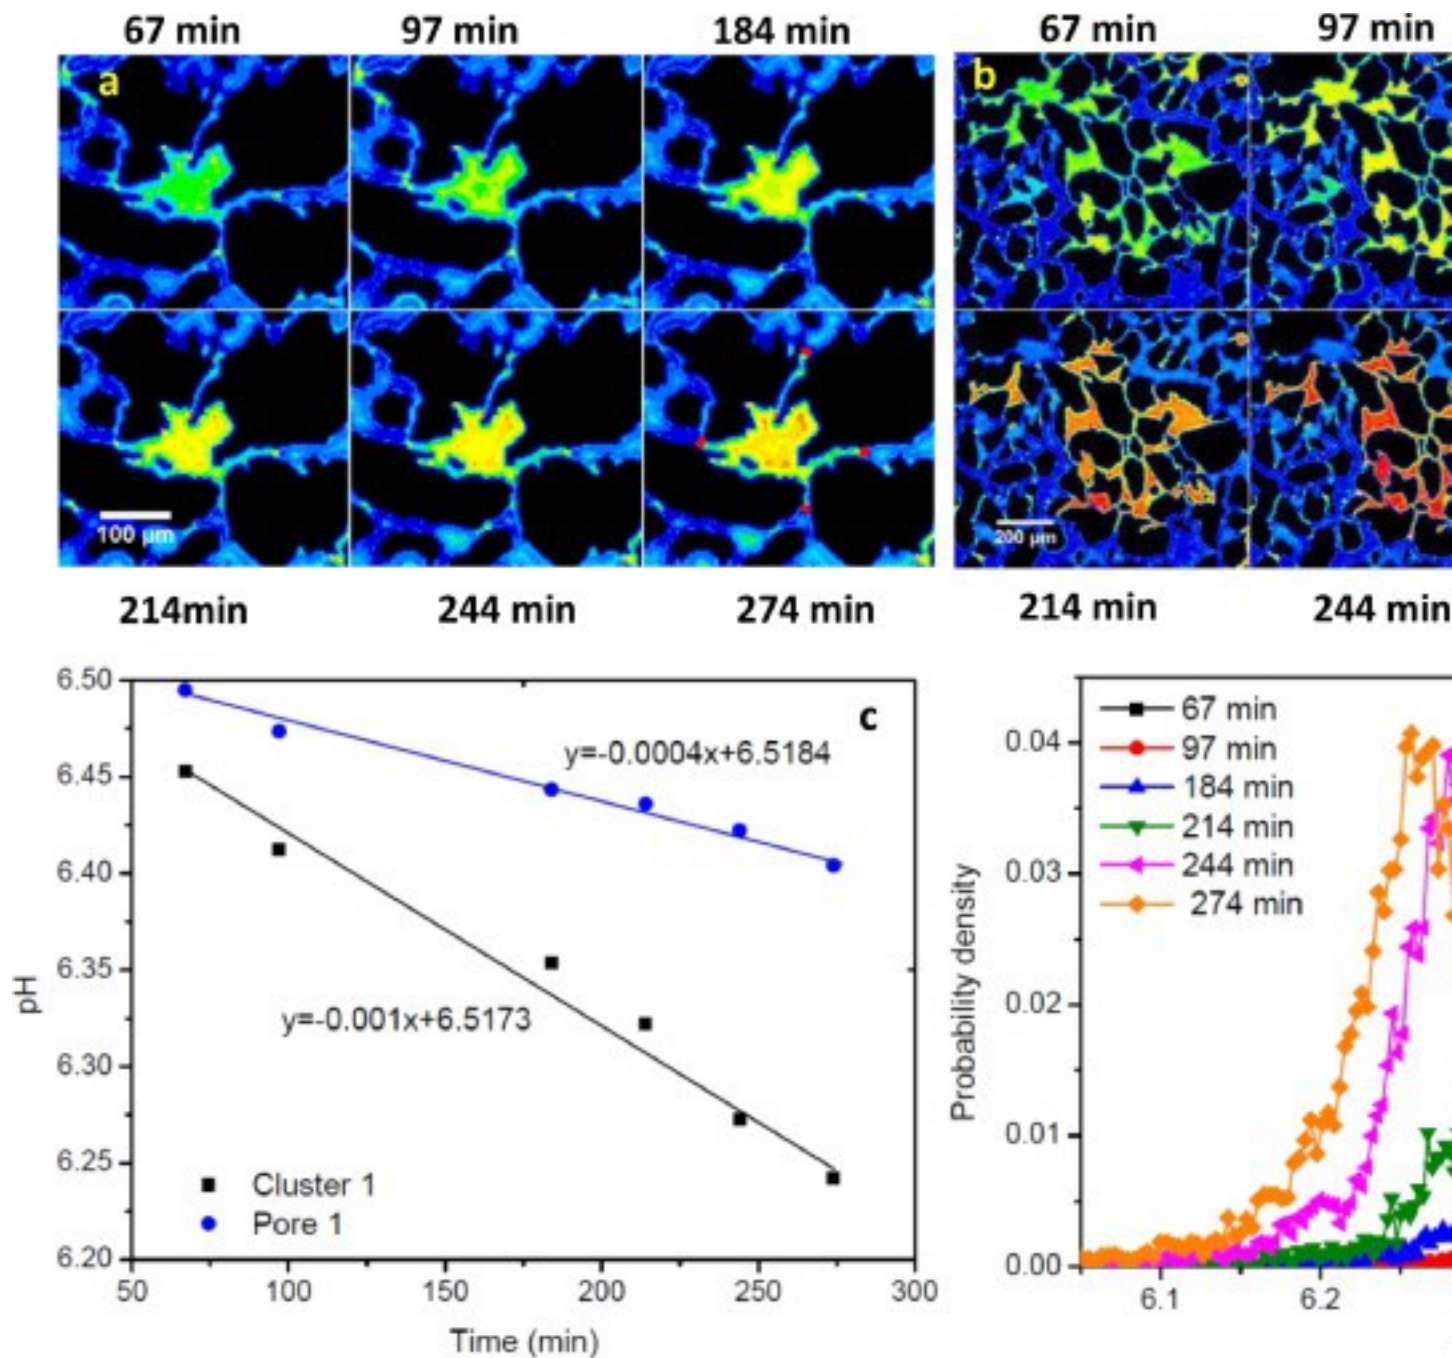 67 min 97 min 184 min 67 min 97 min
a b
100 µm 200 µm
214min 244 min 274 min 214 min 244 min
6.50
6.45
6.40
6.35
6.30
6.25
6.20
pH
c
y=-0.0004x+6.5184
y=-0.001x+6.5173
Cluster 1
Pore 1
50 100 150 200 250 300
Time (min)
67 min
97 min
184 min
214 min
244 min
274 min
0.04
0.03
0.02
0.01
0.00
Probability density
6.1 6.2